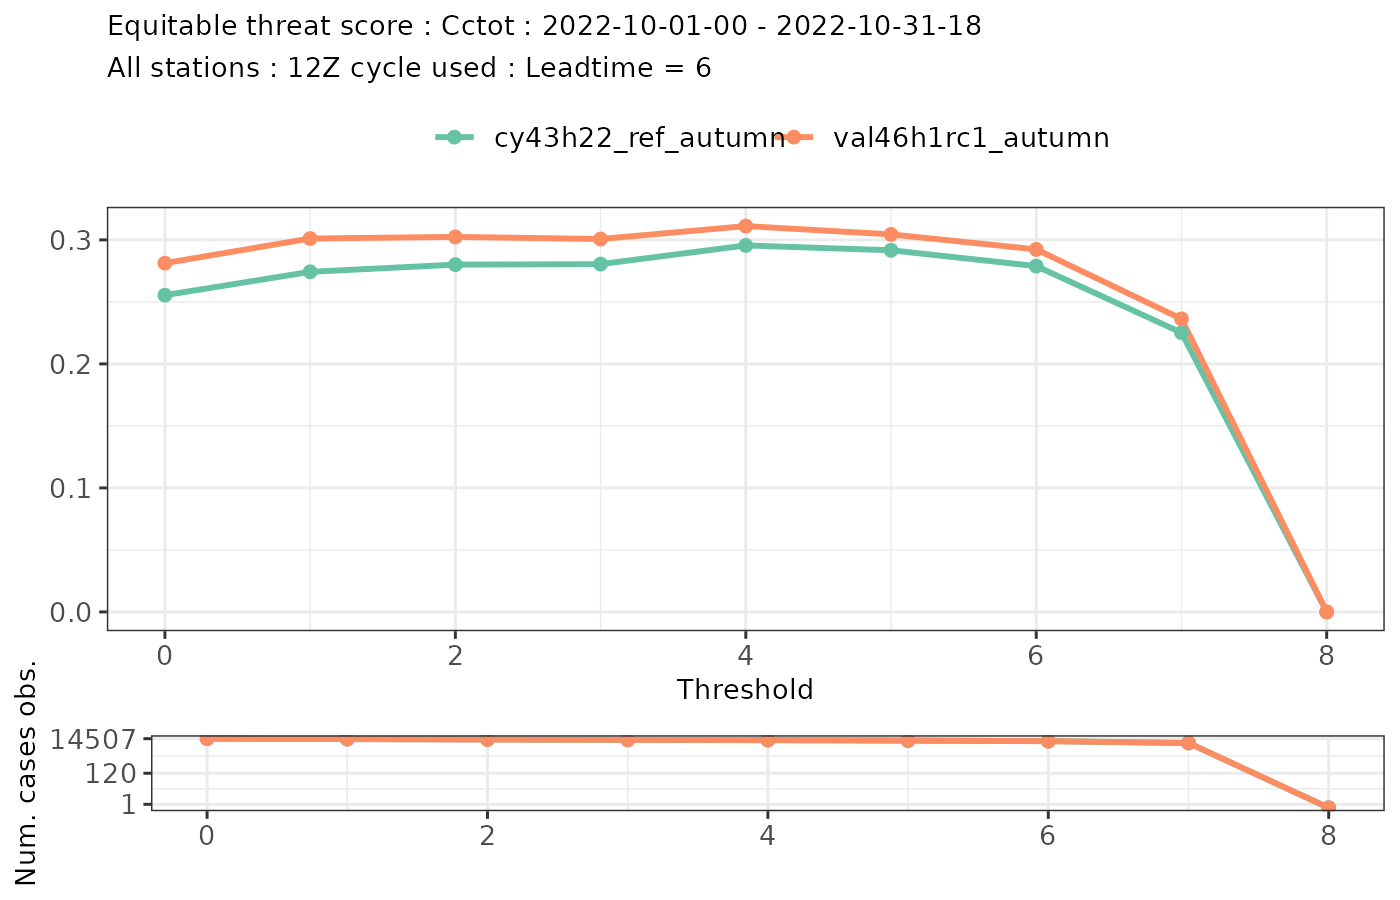 Equitable threat score : Cctot : 2022-10-01-00 - 2022-10-31-18
All stations : 12Z cycle used : Leadtime = 6
cy43h22_ref_autumn val46h1rc1_autumn
0.3
0.2
0.1
0.0
0 2 4 6 8
Threshold
Num. cases obs.
14507
120
1
0 2 4 6 8